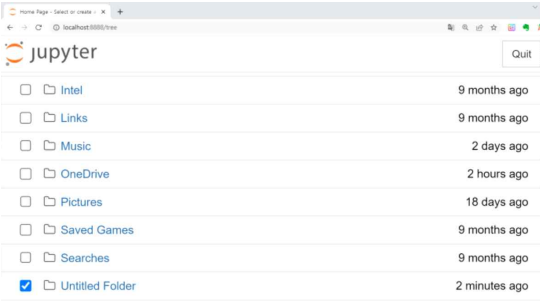 Home Page - Select or create a
localhost:8888/tree
jupyter
Quit
Intel 9 months ago
Links 9 months ago
Music 2 days ago
OneDrive 2 hours ago
Pictures 18 days ago
Saved Games 9 months ago
Searches 9 months ago
Untitled Folder 2 minutes ago